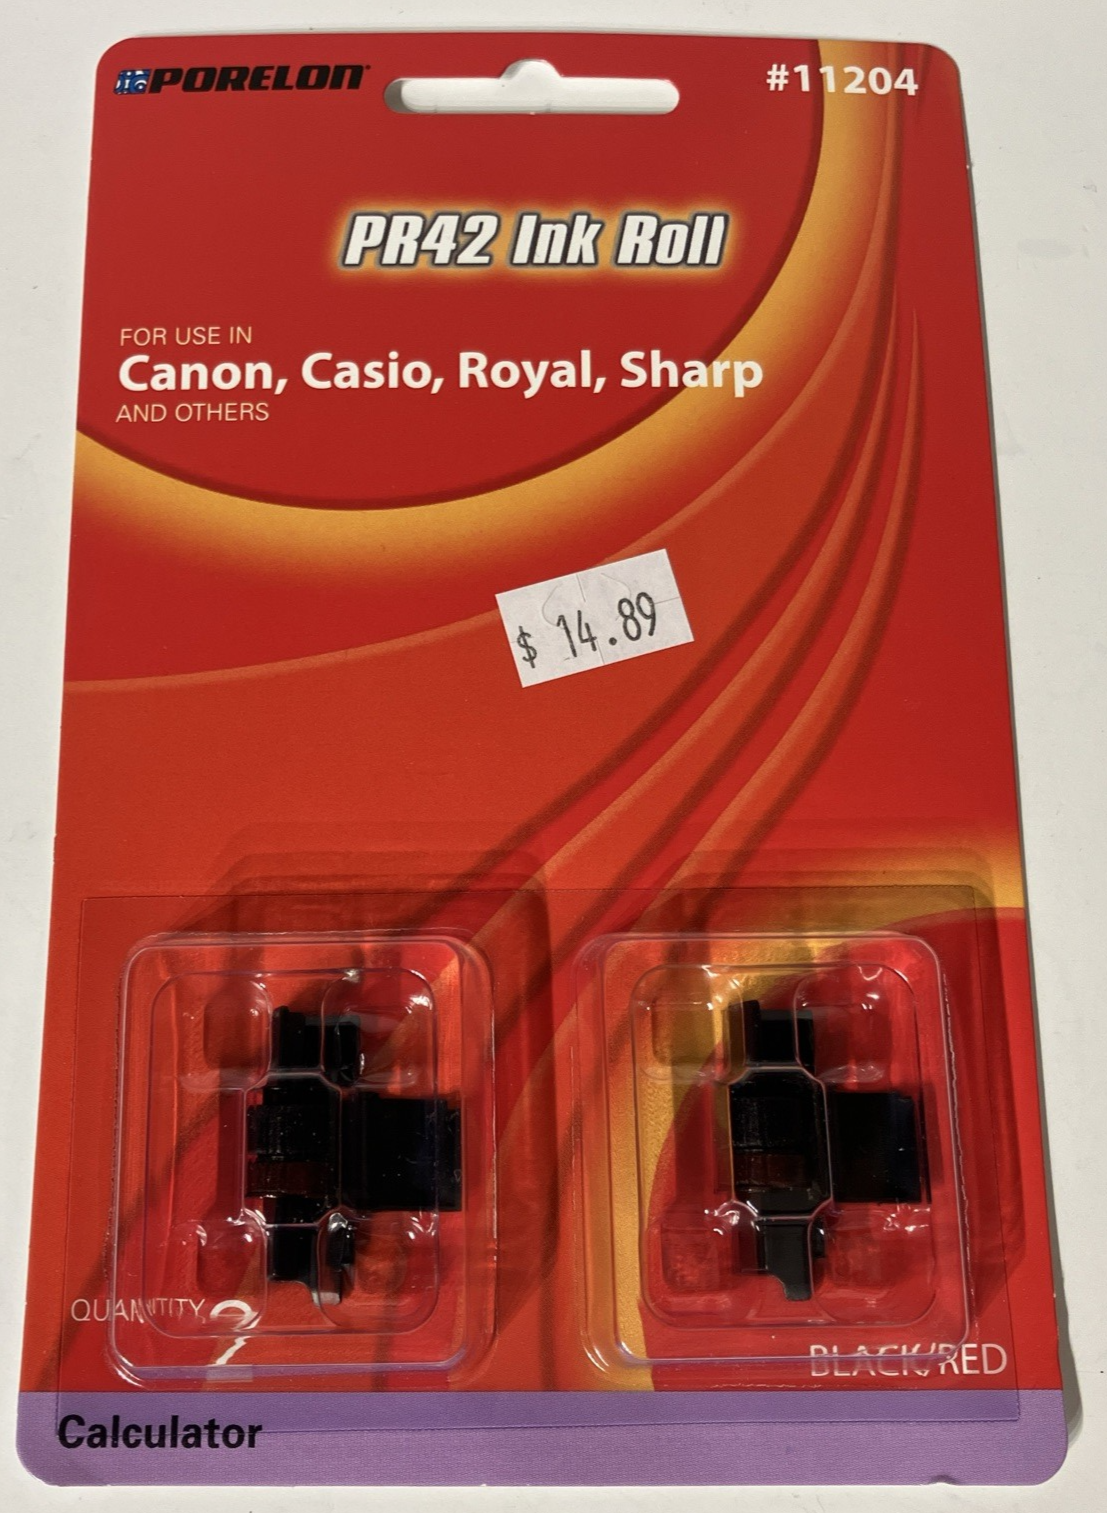 PORELON
#11204
PR42 Ink Roll
FOR USE IN
Canon, Casio, Royal, Sharp
AND OTHERS
$ 14.89
QUANTITY 2
BLACK/RED
Calculator